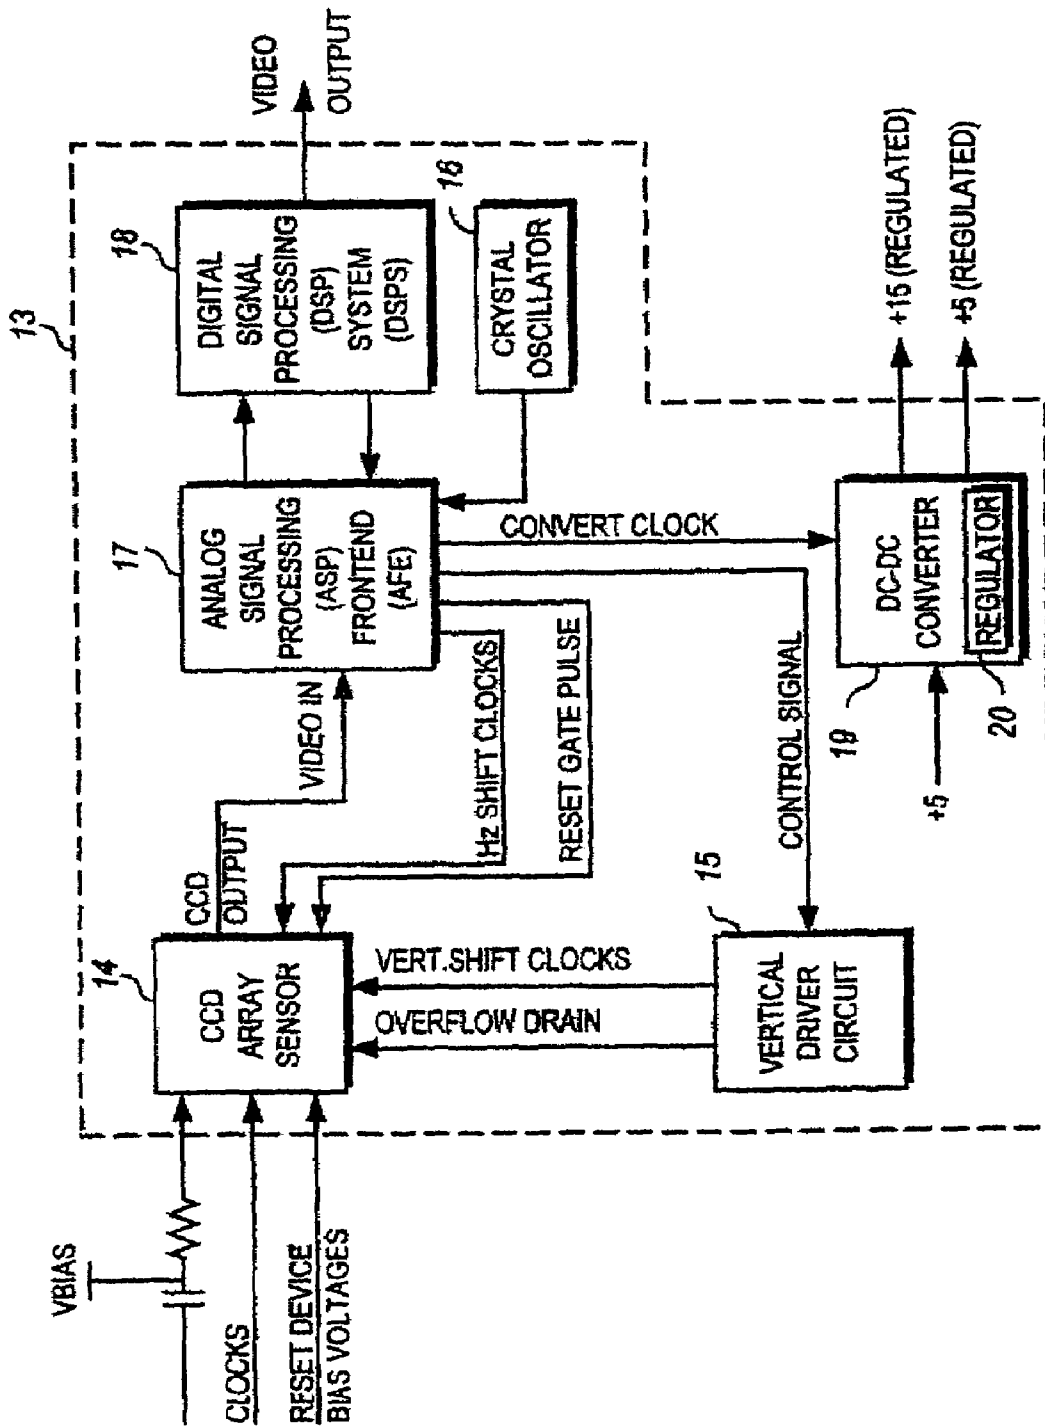 VIDEO
OUTPUT
13
18
DIGITAL
SIGNAL
PROCESSING
(DSP)
SYSTEM
(DSPS)
16
CRYSTAL
OSCILLATOR
17
ANALOG
SIGNAL
PROCESSING
(ASP)
FRONTEND
(AFE)
CONVERT CLOCK
+15 (REGULATED)
+5 (REGULATED)
DC-DC
CONVERTER
REGULATOR
19
20
+5
VIDEO IN
Hz SHIFT CLOCKS
RESET GATE PULSE
CONTROL SIGNAL
CCD
OUTPUT
14
CCD
ARRAY
SENSOR
VERT.SHIFT CLOCKS
OVERFLOW DRAIN
15
VERTICAL
DRIVER
CIRCUIT
VBIAS
CLOCKS
RESET DEVICE
BIAS VOLTAGES